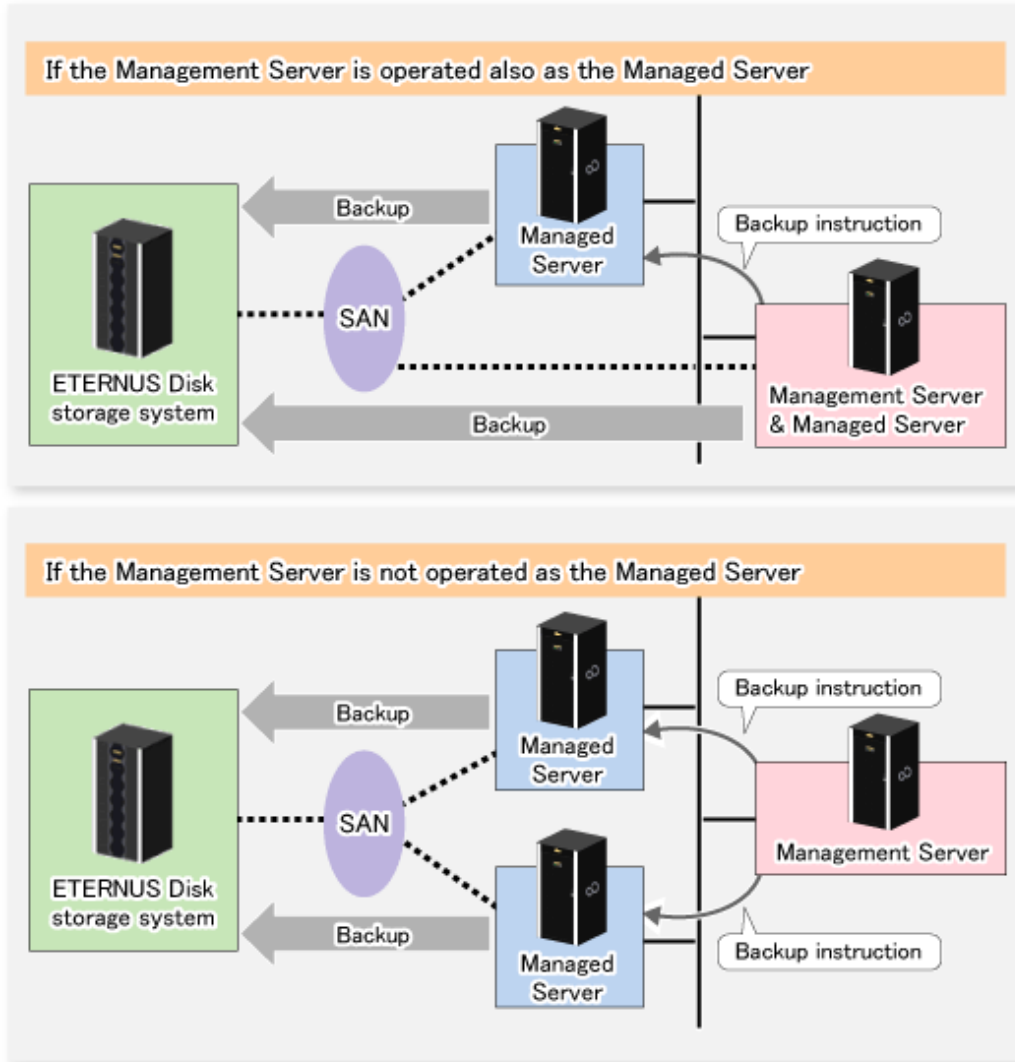 If the Management Server is operated also as the Managed Server
Backup
Managed
Server
Backup instruction
SAN
ETERNUS Disk
storage system
Management Server
& Managed Server
Backup
If the Management Server is not operated as the Managed Server
Backup
Managed
Server
Backup instruction
SAN
Management Server
ETERNUS Disk
storage system
Backup
Managed
Server
Backup instruction